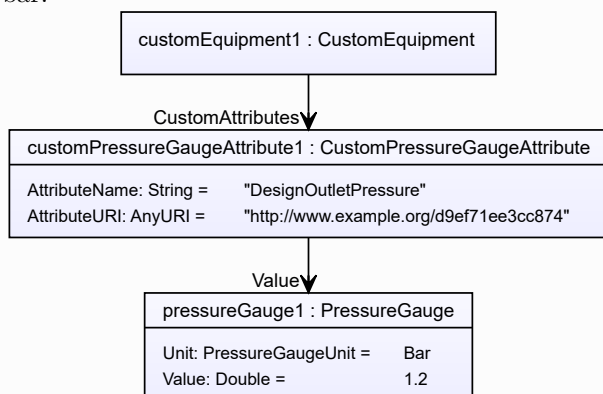 bar.
customEquipment1 : CustomEquipment
CustomAttributes
customPressureGaugeAttribute1 : CustomPressureGaugeAttribute
AttributeName: String = "DesignOutletPressure"
AttributeURI: AnyURI = "http://www.example.org/d9ef71ee3cc874"
Value
pressureGauge1 : PressureGauge
Unit: PressureGaugeUnit = Bar
Value: Double = 1.2